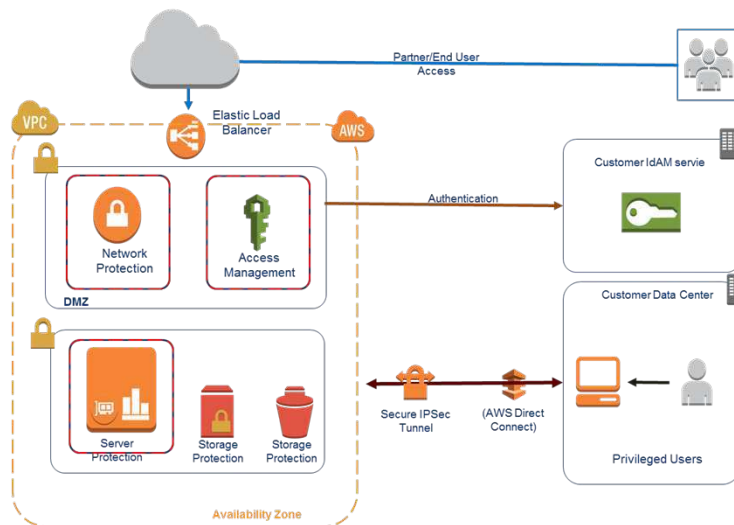 Partner/End User
Access
Elastic Load
Balancer
VPC
AWS
Customer IdAM servie
Authentication
Network
Protection
Access
Management
DMZ
Customer Data Center
Secure IPSec
Tunnel
(AWS Direct
Connect)
Server
Protection
Storage
Protection
Storage
Protection
Privileged Users
Availability Zone